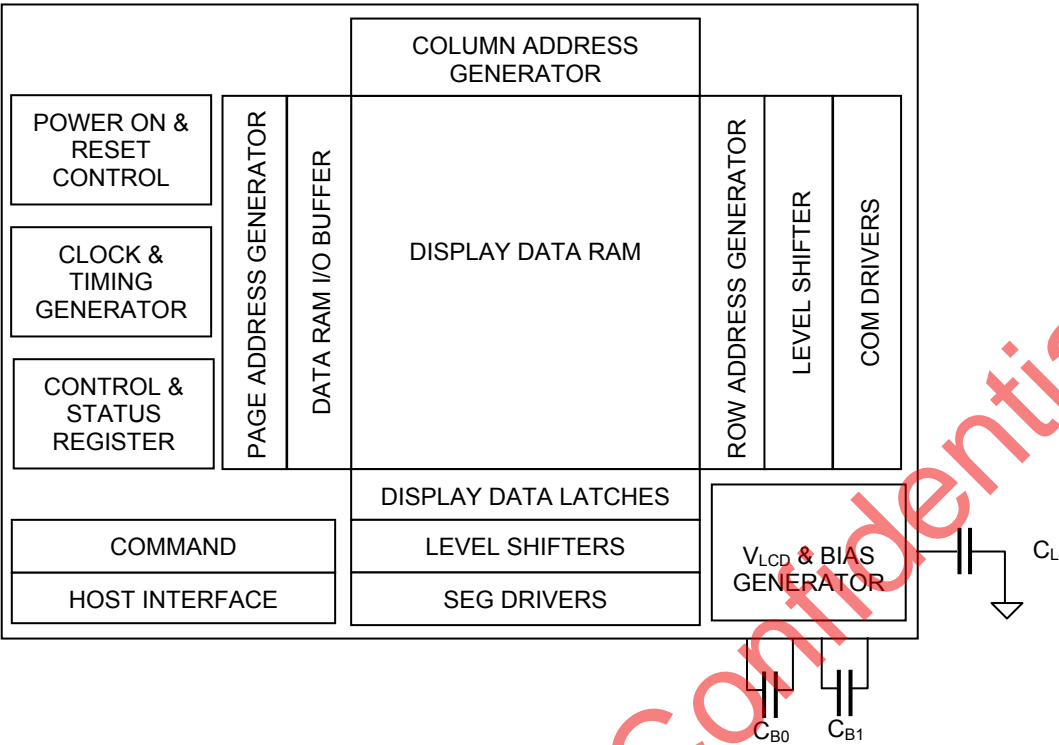 COLUMN ADDRESS
GENERATOR
POWER ON &
RESET
CONTROL
CLOCK &
TIMING
GENERATOR
CONTROL &
STATUS
REGISTER
PAGE ADDRESS GENERATOR
DATA RAM I/O BUFFER
DISPLAY DATA RAM
ROW ADDRESS GENERATOR
LEVEL SHIFTER
COM DRIVERS
DISPLAY DATA LATCHES
COMMAND
LEVEL SHIFTERS
HOST INTERFACE
SEG DRIVERS
VLCD & BIAS
GENERATOR
CL
CB0
CB1